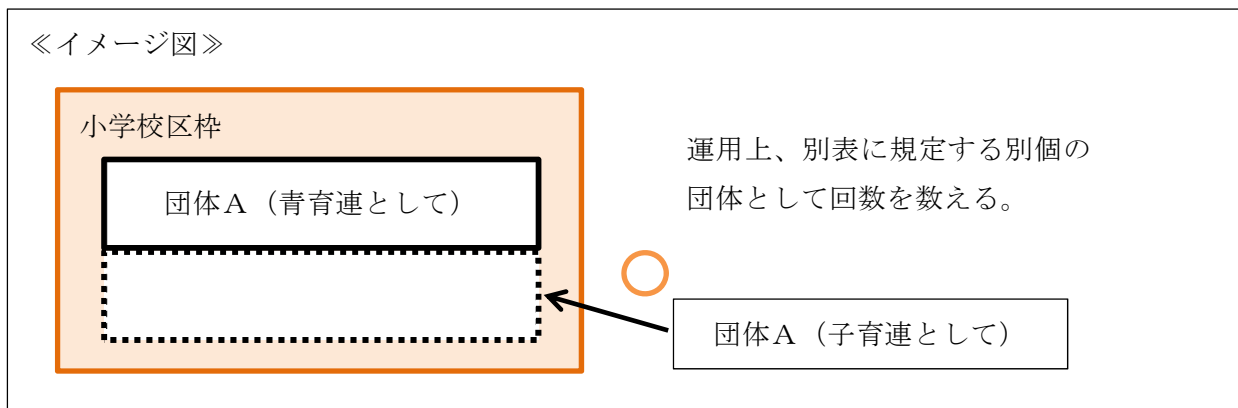 ≪イメージ図≫
小学校区枠
団体Ａ（青育連として）
運用上、別表に規定する別個の
団体として回数を数える。
団体Ａ（子育連として）